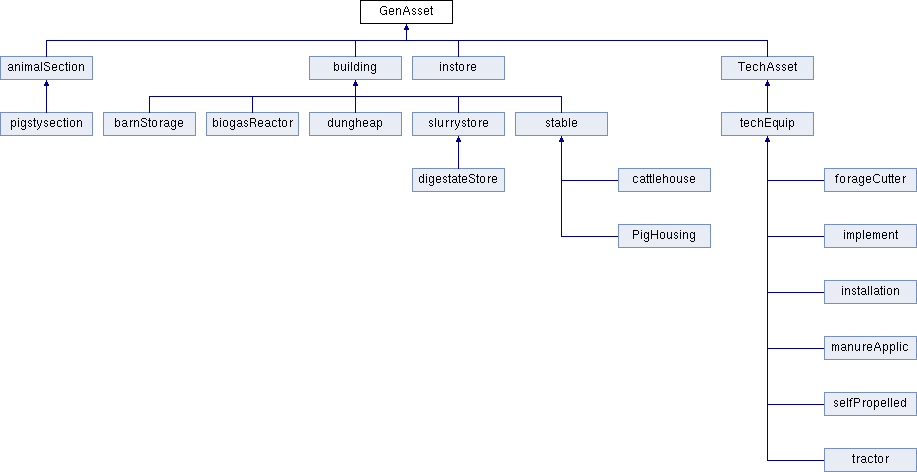 GenAsset
animalSection
building
instore
TechAsset
pigstysection
barnStorage
biogasReactor
dungheap
slurrystore
stable
techEquip
digestateStore
cattlehouse
forageCutter
PigHousing
implement
installation
manureApplic
selfPropelled
tractor